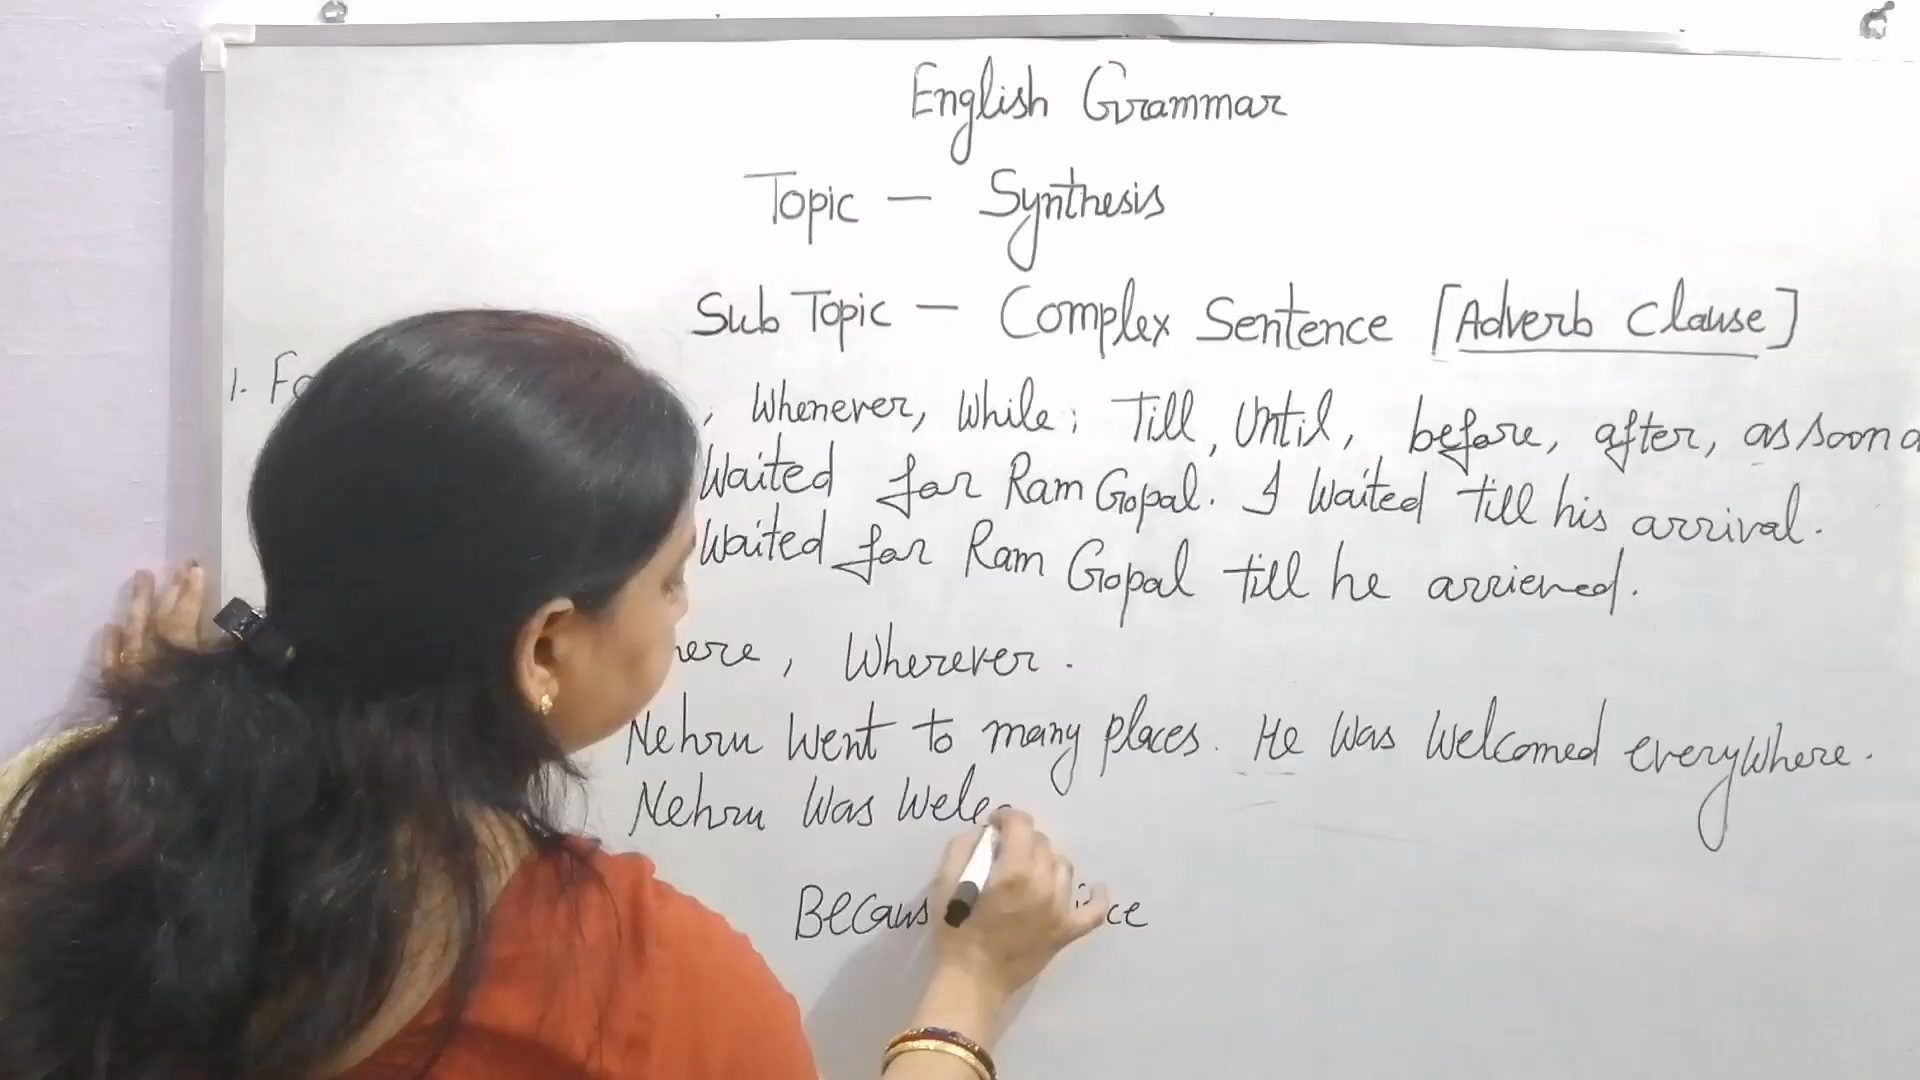 English Grammar
Topic - Synthesis
Sub Topic - Complex Sentence [Adverb Clause]
1.
, Whenever, While; Till, Until, before, after, as soon
Waited for Ram Gopal. I Waited till his arrival.
Waited for Ram Gopal till he arriened.
, Wherever.
Nehru Went to many places. He Was Welcomed everywhere.
Nehru Was